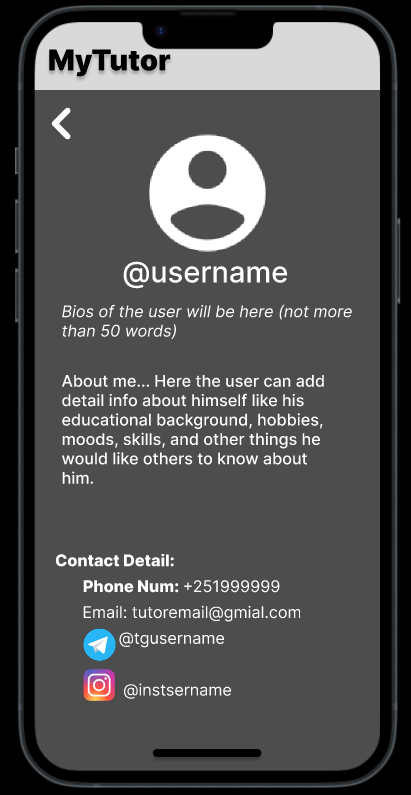 MyTutor
@username
Bios of the user will be here (not more
than 50 words)
About me... Here the user can add
detail info about himself like his
educational background, hobbies,
moods, skills, and other things he
would like others to know about
him.
Contact Detail:
Phone Num: +251999999
Email: tutoremail@gmial.com
@tgusername
@instsername